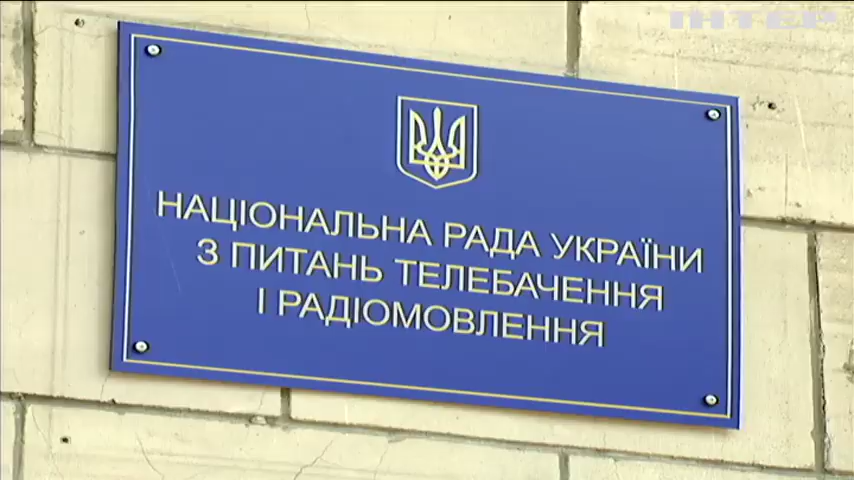 ІНТЕР
НАЦІОНАЛЬНА РАДА УКРАЇНИ
З ПИТАНЬ ТЕЛЕБАЧЕННЯ
І РАДІОМОВЛЕННЯ